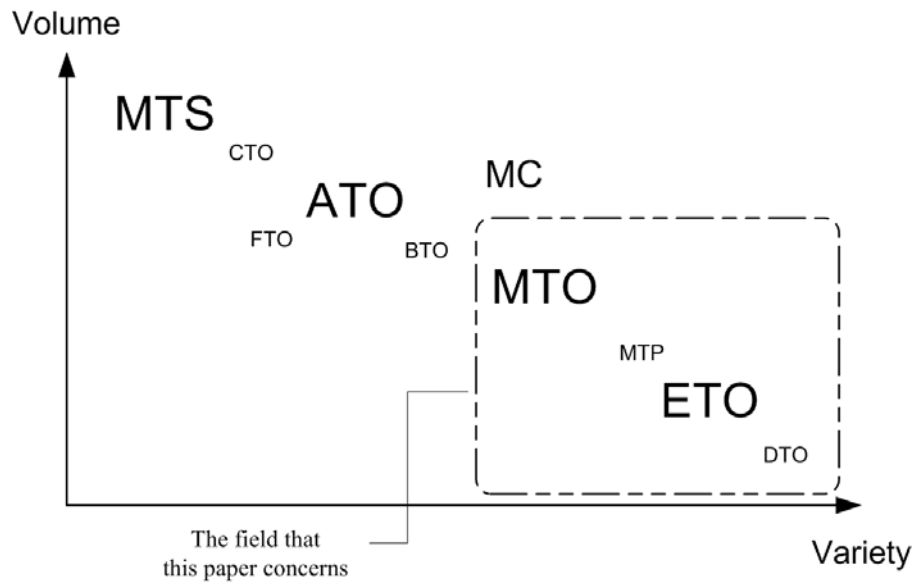 Volume
MTS
CTO
MC
ATO
FTO
BTO
MTO
MTP
ETO
DTO
The field that
this paper concerns
Variety